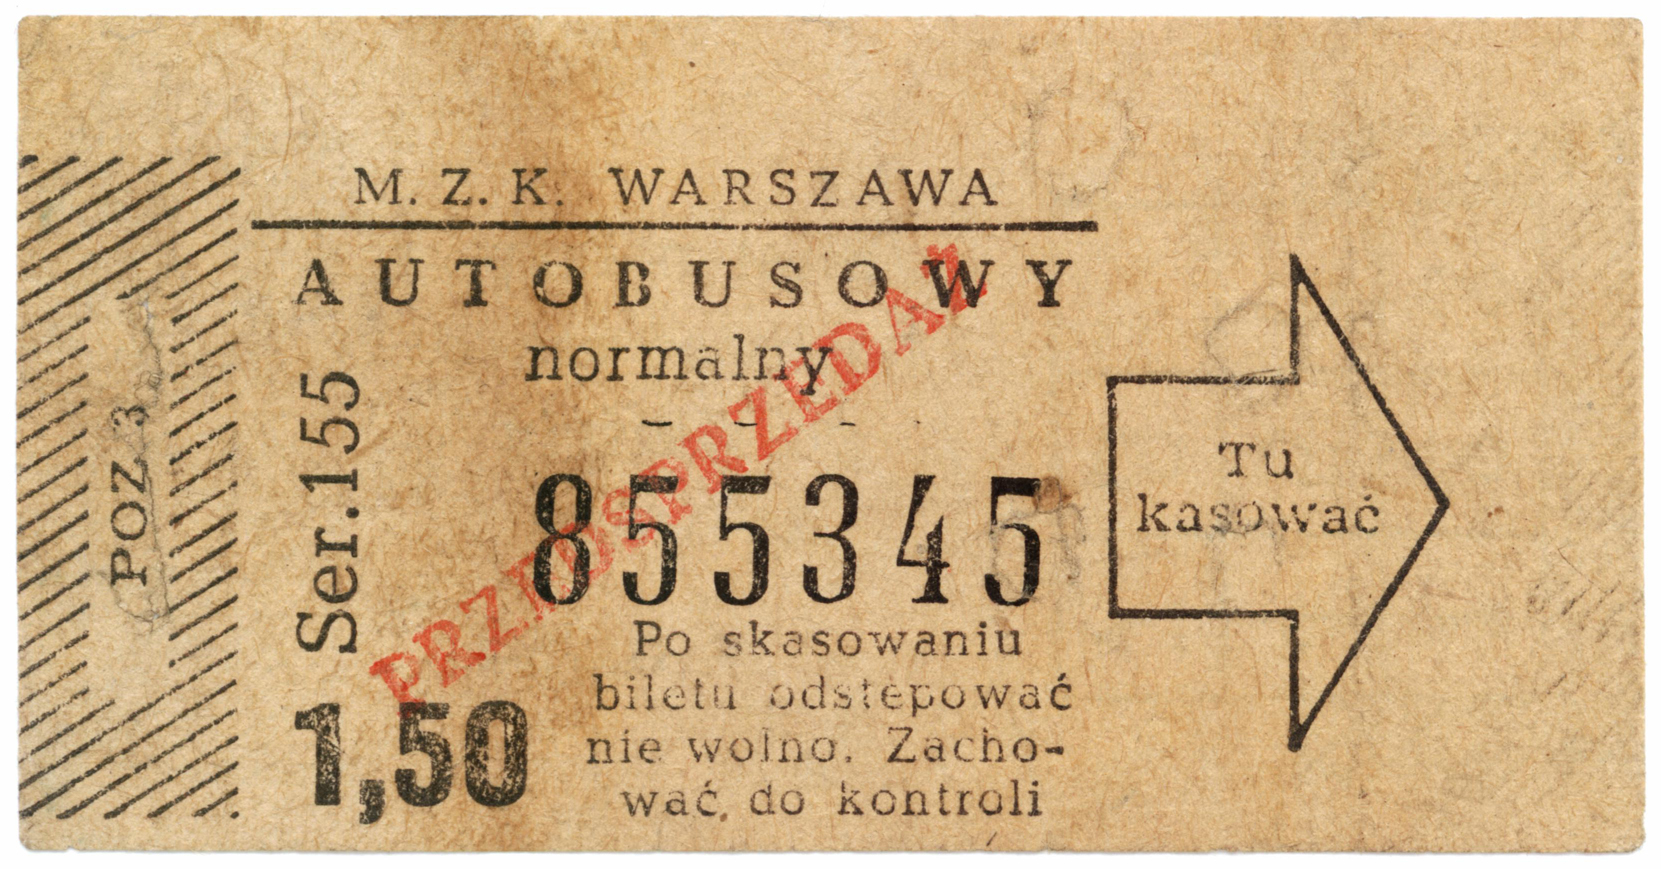 M. Z. K. WARSZAWA
AUTOBUSOWY
normalny
PRZEDSPRZEDAŻ
POZ 3
Ser. 155
855345
1,50
Po skasowaniu
biletu odstepować
nie wolno. Zacho-
wać do kontroli
Tu
kasować